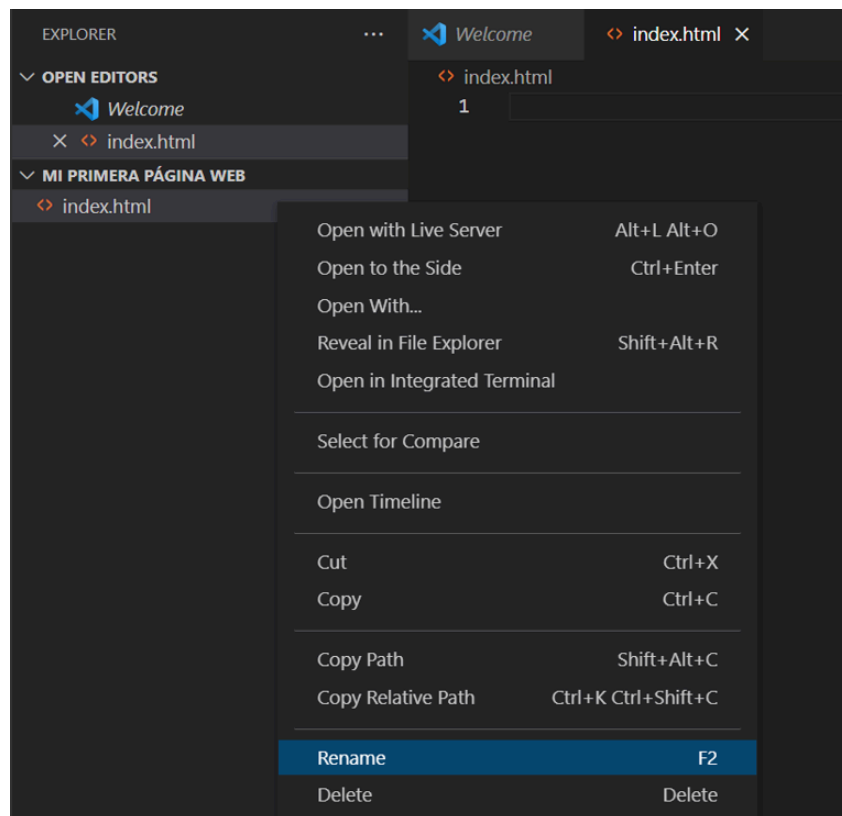 EXPLORER
Welcome
index.html
OPEN EDITORS
Welcome
index.html
MI PRIMERA PÁGINA WEB
index.html
index.html
1
Open with Live Server Alt+L Alt+O
Open to the Side Ctrl+Enter
Open With...
Reveal in File Explorer Shift+Alt+R
Open in Integrated Terminal
Select for Compare
Open Timeline
Cut Ctrl+X
Copy Ctrl+C
Copy Path Shift+Alt+C
Copy Relative Path Ctrl+K Ctrl+Shift+C
Rename F2
Delete Delete